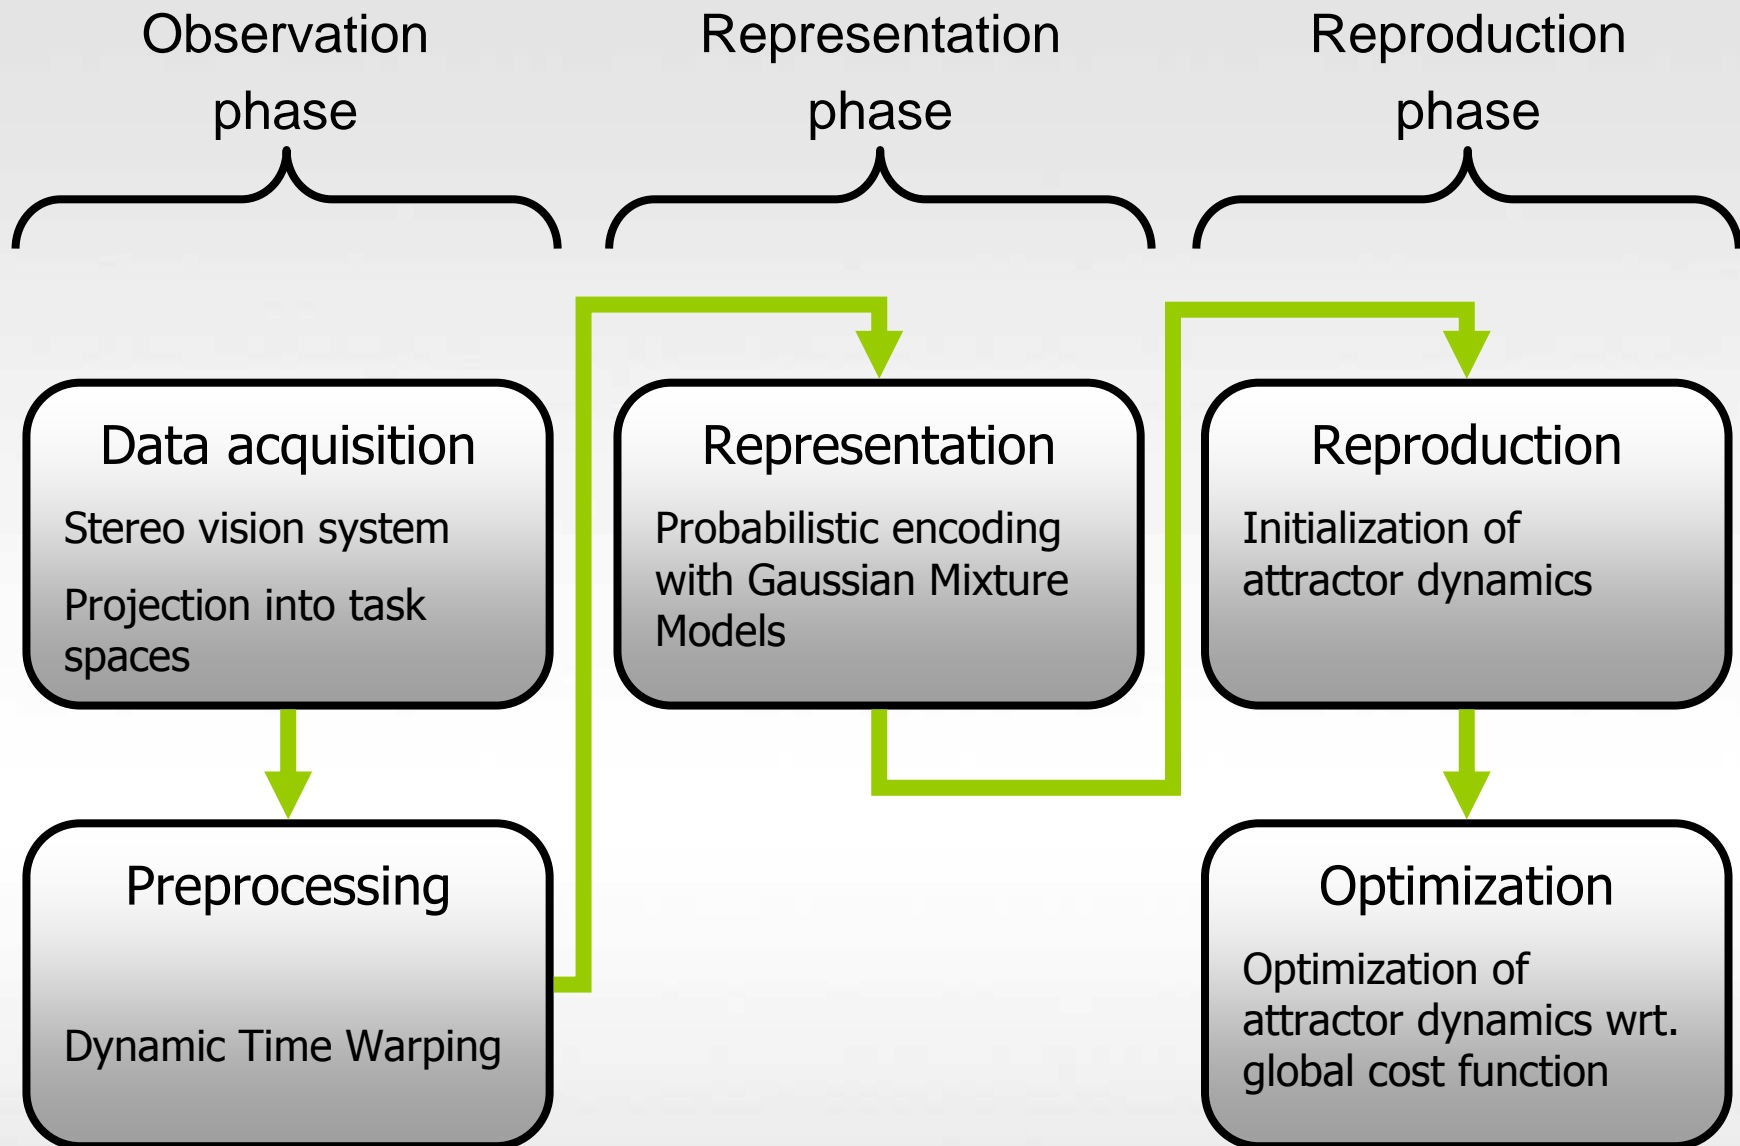 Observation
phase
Representation
phase
Reproduction
phase
Data acquisition
Stereo vision system
Projection into task
spaces
Preprocessing
Dynamic Time Warping
Representation
Probabilistic encoding
with Gaussian Mixture
Models
Reproduction
Initialization of
attractor dynamics
Optimization
Optimization of
attractor dynamics wrt.
global cost function